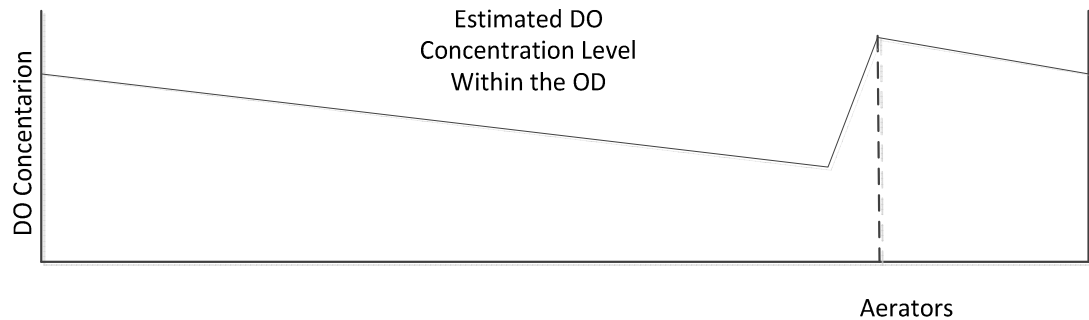 Estimated DO
Concentration Level
Within the OD
DO Concentarion
Aerators